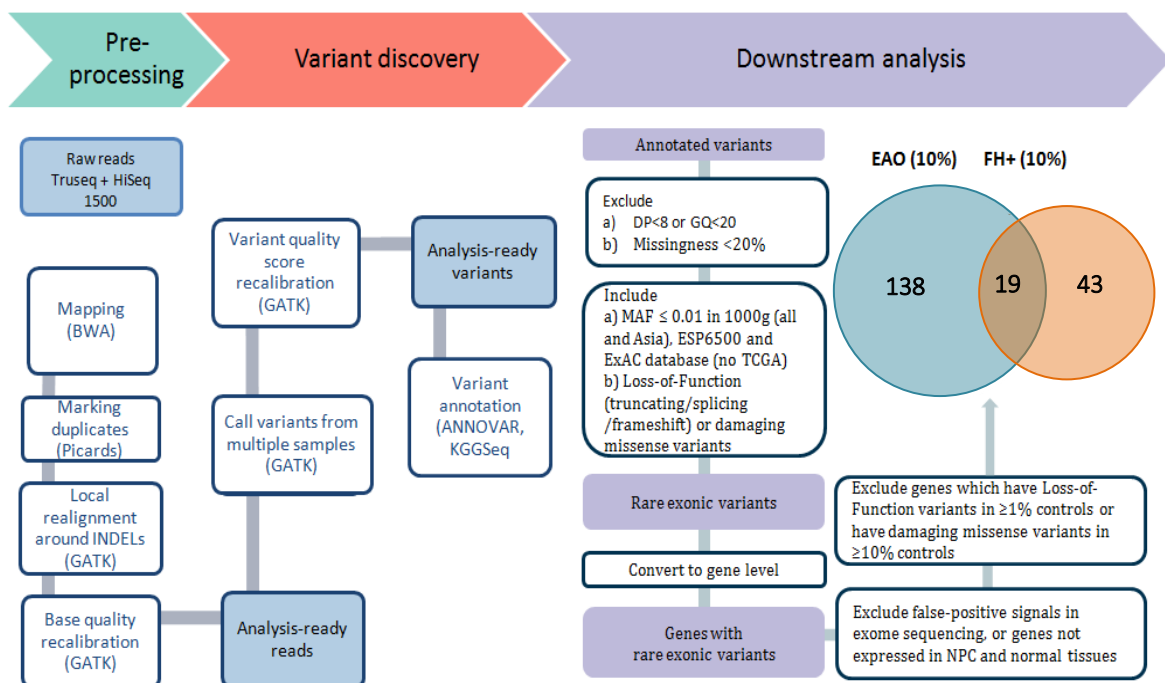 Pre-
processing
Variant discovery
Downstream analysis
Raw reads
Truseq + HiSeq
1500
Mapping
(BWA)
Marking
duplicates
(Picards)
Local
realignment
around INDELs
(GATK)
Base quality
recalibration
(GATK)
Analysis-ready
reads
Call variants from
multiple samples
(GATK)
Variant quality
score
recalibration
(GATK)
Analysis-ready
variants
Variant
annotation
(ANNOVAR,
KGGSeq
Annotated variants
Exclude
a) DP<8 or GQ<20
b) Missingness <20%
Include
a) MAF ≤ 0.01 in 1000g (all
and Asia), ESP6500 and
ExAC database (no TCGA)
b) Loss-of-Function
(truncating/splicing
/frameshift) or damaging
missense variants
Rare exonic variants
Convert to gene level
Genes with
rare exonic variants
Exclude false-positive signals in
exome sequencing, or genes not
expressed in NPC and normal tissues
Exclude genes which have Loss-of-
Function variants in ≥1% controls or
have damaging missense variants in
≥10% controls
EAO (10%)
FH+ (10%)
138
19
43